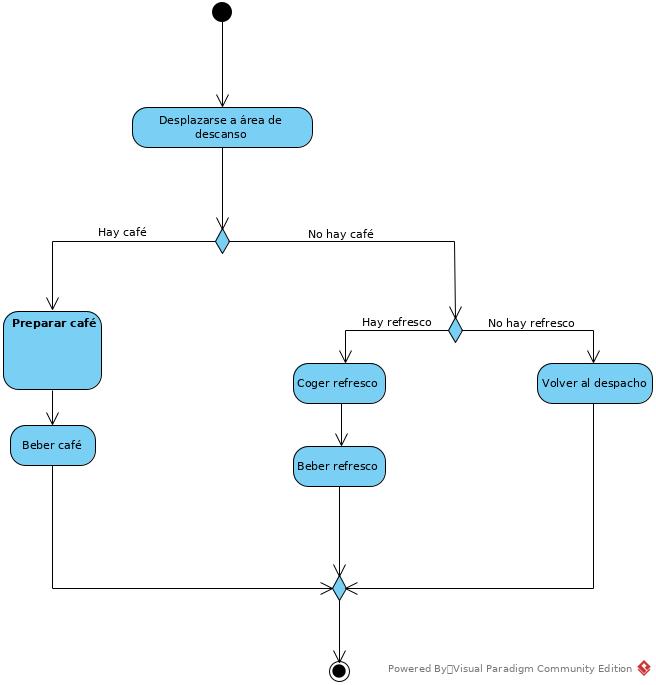 Desplazarse a área de
descanso
Hay café
No hay café
Preparar café
Hay refresco
No hay refresco
Coger refresco
Volver al despacho
Beber café
Beber refresco
Powered By Visual Paradigm Community Edition